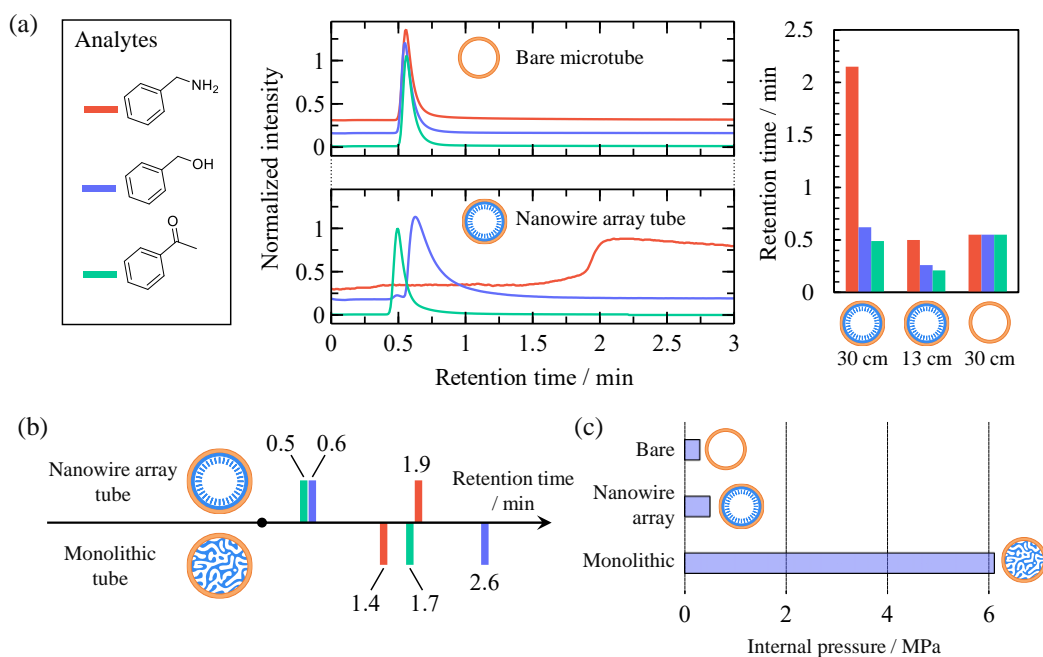 (a)
Analytes
NH2
OH
O
Normalized intensity
1
0.5
0
Bare microtube
1
0.5
0
Nanowire array tube
0 0.5 1 1.5 2 2.5 3
Retention time / min
Retention time / min
2.5
2
1.5
1
0.5
0
30 cm 13 cm 30 cm
(b)
0.5 0.6
1.9
Nanowire array
tube
Retention time
/ min
Monolithic
tube
1.4 1.7 2.6
(c)
Bare
Nanowire
array
Monolithic
0 2 4 6
Internal pressure / MPa